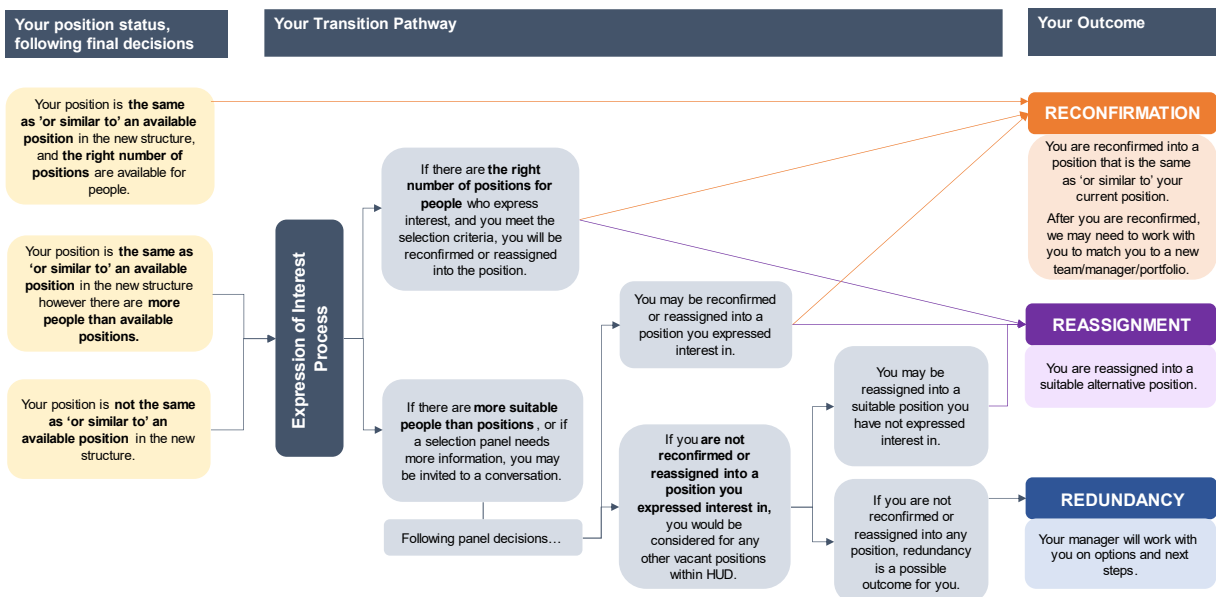 Your position status,
following final decisions
Your Transition Pathway
Your Outcome
Your position is the same
as 'or similar to' an available
position in the new structure,
and the right number of
positions are available for
people.
Your position is the same as
‘or similar to’ an available
position in the new structure
however there are more
people than available
positions.
Your position is not the same
as ‘or similar to’ an
available position in the new
structure.
Expression of Interest
Process
If there are the right
number of positions for
people who express
interest, and you meet the
selection criteria, you will be
reconfirmed or reassigned
into the position.
If there are more suitable
people than positions, or if
a selection panel needs
more information, you may
be invited to a conversation.
Following panel decisions…
You may be reconfirmed
or reassigned into a
position you expressed
interest in.
If you are not
reconfirmed or
reassigned into a
position you
expressed interest in,
you would be
considered for any
other vacant positions
within HUD.
You may be
reassigned into a
suitable position you
have not expressed
interest in.
If you are not
reconfirmed or
reassigned into any
position, redundancy
is a possible
outcome for you.
RECONFIRMATION
You are reconfirmed into a
position that is the same
as ‘or similar to’ your
current position.
After you are reconfirmed,
we may need to work with
you to match you to a new
team/manager/portfolio.
REASSIGNMENT
You are reassigned into a
suitable alternative position.
REDUNDANCY
Your manager will work with
you on options and next
steps.